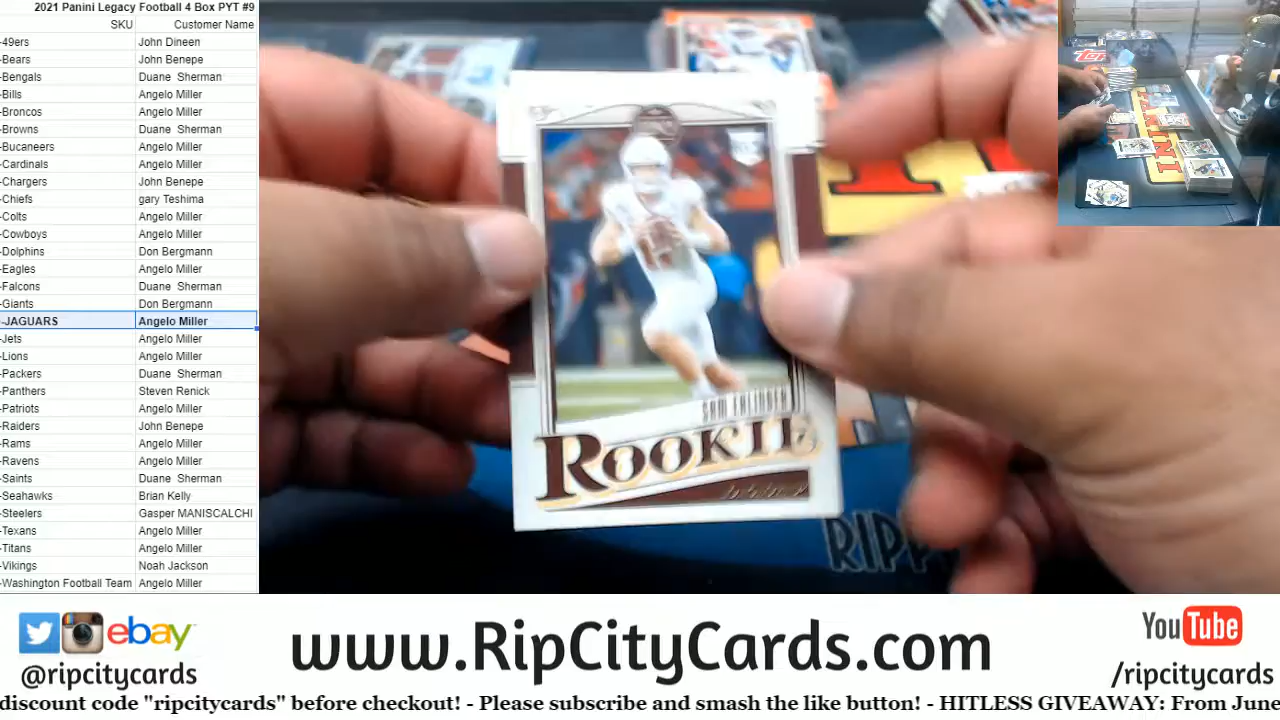 2021 Panini Legacy Football 4 Box PYT #9
SKU Customer Name
-49ers John Dineen
-Bears John Benepe
-Bengals Duane Sherman
-Bills Angelo Miller
-Broncos Angelo Miller
-Browns Duane Sherman
-Bucaneers Angelo Miller
-Cardinals Angelo Miller
-Chargers John Benepe
-Chiefs gary Teshima
-Colts Angelo Miller
-Cowboys Angelo Miller
-Dolphins Don Bergmann
-Eagles Angelo Miller
-Falcons Duane Sherman
-Giants Don Bergmann
-JAGUARS Angelo Miller
-Jets Angelo Miller
-Lions Angelo Miller
-Packers Duane Sherman
-Panthers Steven Renick
-Patriots Angelo Miller
-Raiders John Benepe
-Rams Angelo Miller
-Ravens Angelo Miller
-Saints Duane Sherman
-Seahawks Brian Kelly
-Steelers Gasper MANISCALCHI
-Texans Angelo Miller
-Titans Angelo Miller
-Vikings Noah Jackson
-Washington Football Team Angelo Miller
PANINI
SAM EHLINGER
ROOKIE
RIPP
ebay
@ripcitycards
www.RipCityCards.com
YouTube
/ripcitycards
discount code "ripcitycards" before checkout! - Please subscribe and smash the like button! - HITLESS GIVEAWAY: From June